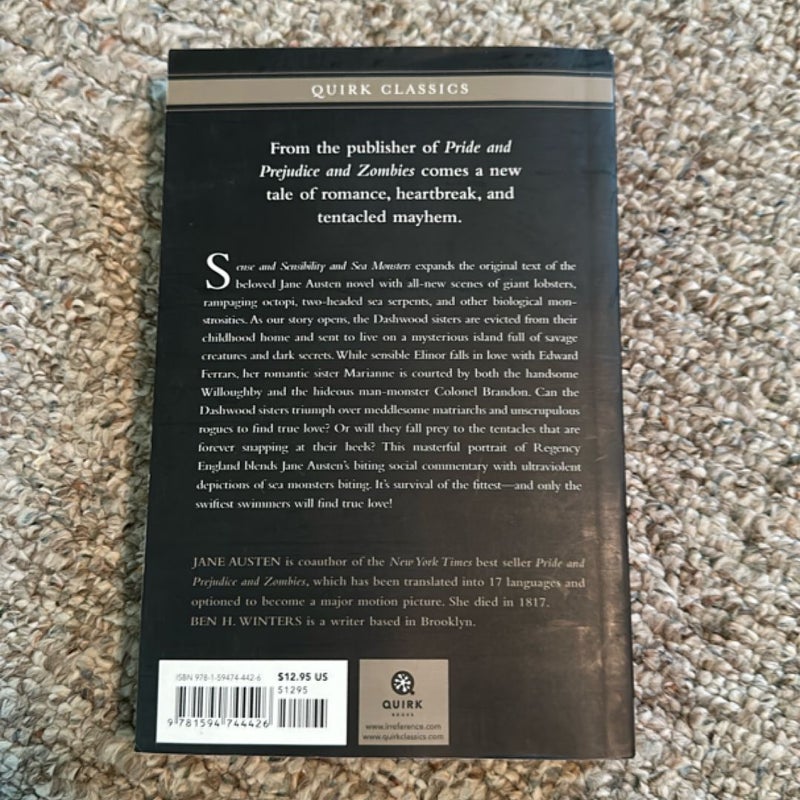 QUIRK CLASSICS
From the publisher of Pride and
Prejudice and Zombies comes a new
tale of romance, heartbreak, and
tentacled mayhem.
Sense and Sensibility and Sea Monsters expands the original text of the
beloved Jane Austen novel with all-new scenes of giant lobsters,
rampaging octopi, two-headed sea serpents, and other biological mon-
strosities. As our story opens, the Dashwood sisters are evicted from their
childhood home and sent to live on a mysterious island full of savage
creatures and dark secrets. While sensible Elinor falls in love with Edward
Ferrars, her romantic sister Marianne is courted by both the handsome
Willoughby and the hideous man-monster Colonel Brandon. Can the
Dashwood sisters triumph over meddlesome matriarchs and unscrupulous
rogues to find true love? Or will they fall prey to the tentacles that are
forever snapping at their heels? This masterful portrait of Regency
England blends Jane Austen's biting social commentary with ultraviolent
depictions of sea monsters biting. It's survival of the fittest—and only the
swiftest swimmers will find true love!
JANE AUSTEN is coauthor of the New York Times best seller Pride and
Prejudice and Zombies, which has been translated into 17 languages and
optioned to become a major motion picture. She died in 1817.
BEN H. WINTERS is a writer based in Brooklyn.
ISBN 978-1-59474-442-6
$12.95 US
51295
9 781594 744426
QUIRK
BOOKS
www.irreference.com
www.quirkclassics.com